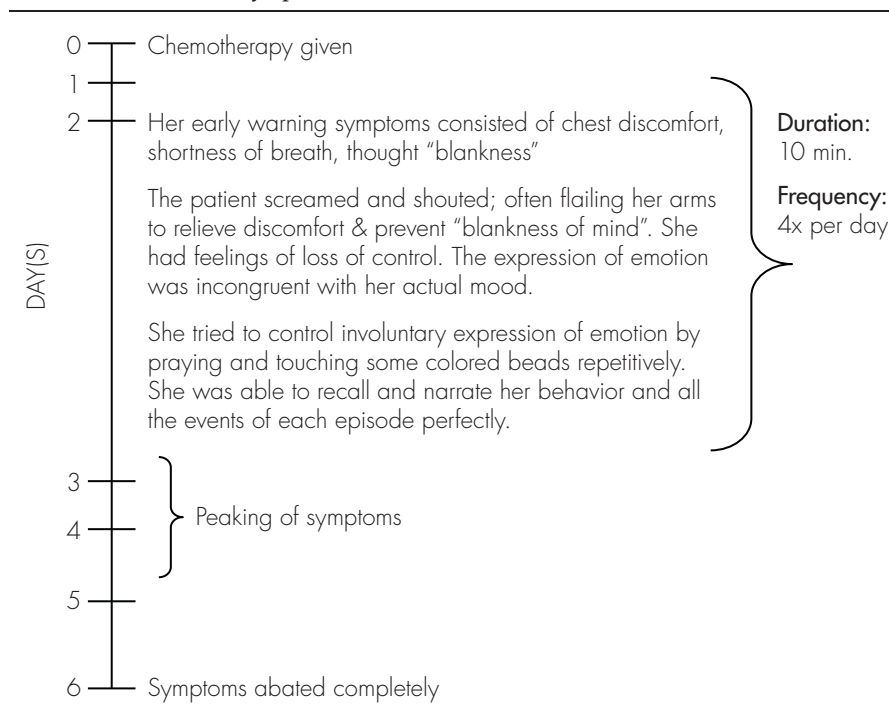 0 Chemotherapy given
1
2 Her early warning symptoms consisted of chest discomfort,
shortness of breath, thought “blankness”
The patient screamed and shouted; often flailing her arms
to relieve discomfort & prevent “blankness of mind”. She
had feelings of loss of control. The expression of emotion
was incongruent with her actual mood.
She tried to control involuntary expression of emotion by
praying and touching some colored beads repetitively.
She was able to recall and narrate her behavior and all
the events of each episode perfectly.
Duration:
10 min.
Frequency:
4x per day
DAY(S)
3
Peaking of symptoms
4
5
6 Symptoms abated completely